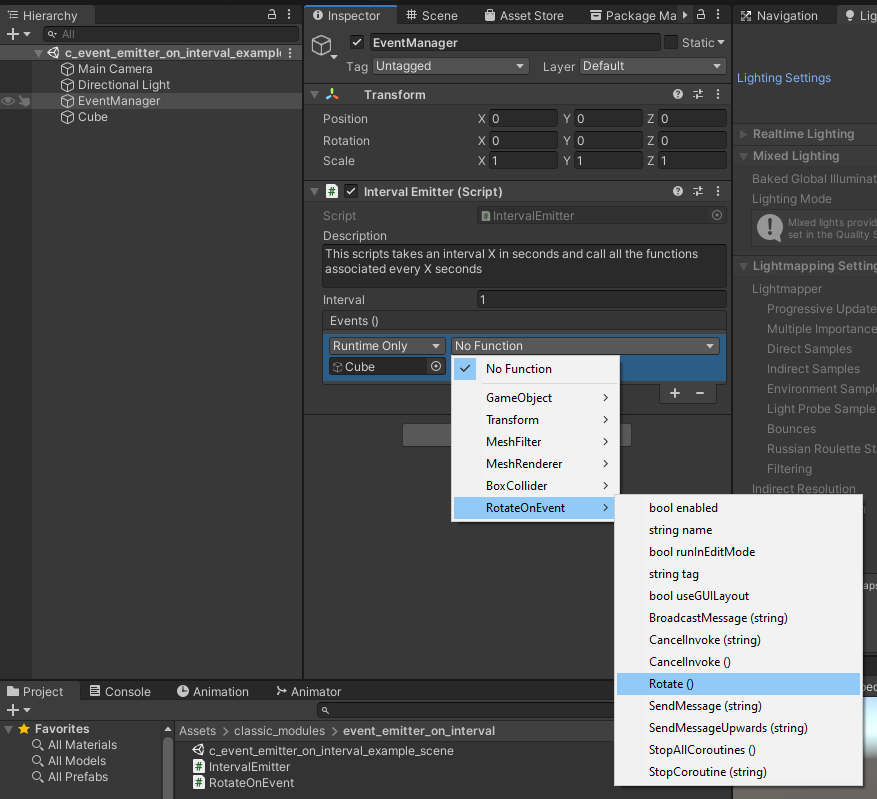 Hierarchy
All
c_event_emitter_on_interval_example
Main Camera
Directional Light
EventManager
Cube
Inspector
Scene
Asset Store
Package Ma
EventManager
Static
Tag Untagged
Layer Default
Transform
Position X 0 Y 0 Z 0
Rotation X 0 Y 0 Z 0
Scale X 1 Y 1 Z 1
Interval Emitter (Script)
Script IntervalEmitter
Description
This scripts takes an interval X in seconds and call all the functions
associated every X seconds
Interval 1
Events ()
Runtime Only No Function
Cube
No Function
GameObject
Transform
MeshFilter
MeshRenderer
BoxCollider
RotateOnEvent
bool enabled
string name
bool runInEditMode
string tag
bool useGUILayout
BroadcastMessage (string)
CancelInvoke (string)
CancelInvoke ()
Rotate ()
SendMessage (string)
SendMessageUpwards (string)
StopAllCoroutines ()
StopCoroutine (string)
Navigation
Lig
Lighting Settings
Realtime Lighting
Mixed Lighting
Baked Global Illuminat
Lighting Mode
Mixed lights provid
set in the Quality S
Lightmapping Setting
Lightmapper
Progressive Update
Multiple Importance
Direct Samples
Indirect Samples
Environment Sample
Light Probe Sample
Bounces
Russian Roulette St
Filtering
Indirect Resolution
Project
Console
Animation
Animator
Favorites
All Materials
All Models
All Prefabs
Assets > classic_modules > event_emitter_on_interval
c_event_emitter_on_interval_example_scene
IntervalEmitter
RotateOnEvent